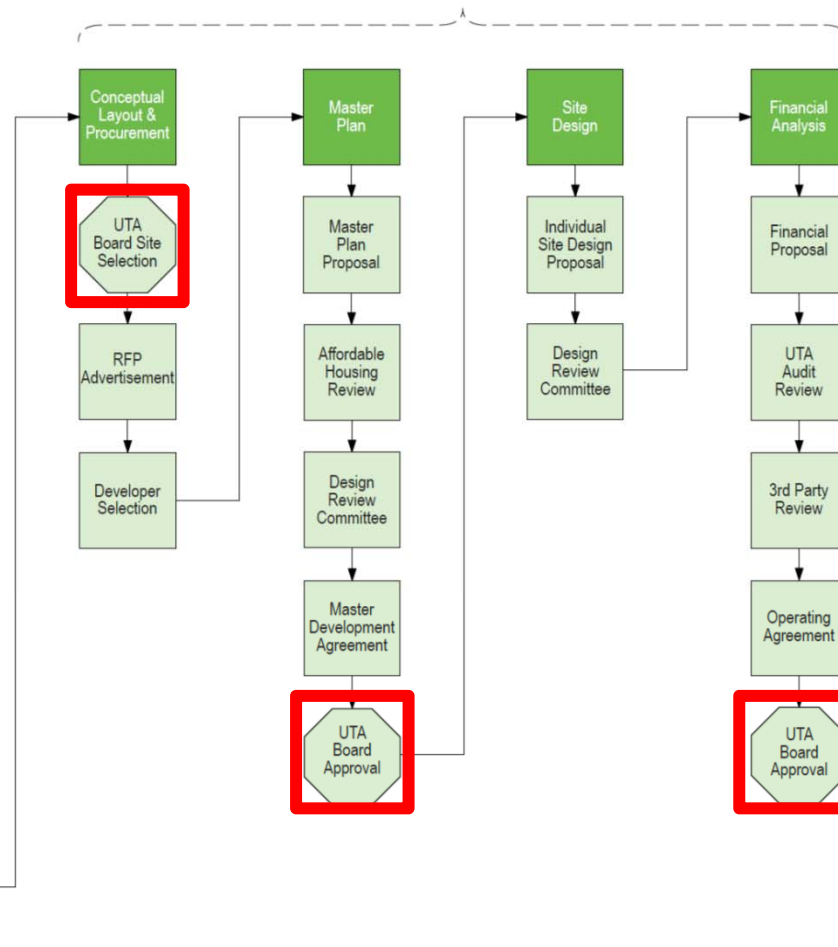 Conceptual
Layout &
Procurement
UTA
Board Site
Selection
RFP
Advertisement
Developer
Selection
Master
Plan
Master
Plan
Proposal
Affordable
Housing
Review
Design
Review
Committee
Master
Development
Agreement
UTA
Board
Approval
Site
Design
Individual
Site Design
Proposal
Design
Review
Committee
Financial
Analysis
Financial
Proposal
UTA
Audit
Review
3rd Party
Review
Operating
Agreement
UTA
Board
Approval